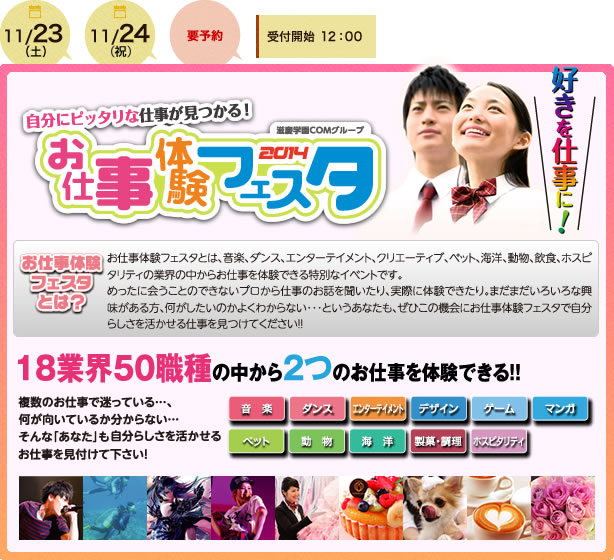 11/23
(土)
11/24
(祝)
要予約
受付開始 12:00
自分にピッタリな仕事が見つかる!
滋慶学園COMグループ
お仕事体験フェスタ
2014
好きを仕事に!
お仕事体験
フェスタ
とは?
お仕事体験フェスタとは、音楽、ダンス、エンターテイメント、クリエーティブ、ペット、海洋、動物、飲食、ホスピ
タリティの業界の中からお仕事を体験できる特別なイベントです。
めったに会うことのできないプロから仕事のお話を聞いたり、実際に体験できたり。まだまだいろいろな興
味がある方、何がしたいのかよくわからない・・・というあなたも、ぜひこの機会にお仕事体験フェスタで自分
らしさを活かせる仕事を見つけてください!!
18業界50職種の中から2つのお仕事を体験できる!!
複数のお仕事で迷っている…、
何が向いているか分からない…
そんな「あなた」も自分らしさを活かせる
お仕事を見付けて下さい!
音 楽 ダンス エンターテイメント デザイン ゲーム マンガ
ペット 動 物 海 洋 製菓・調理 ホスピタリティ